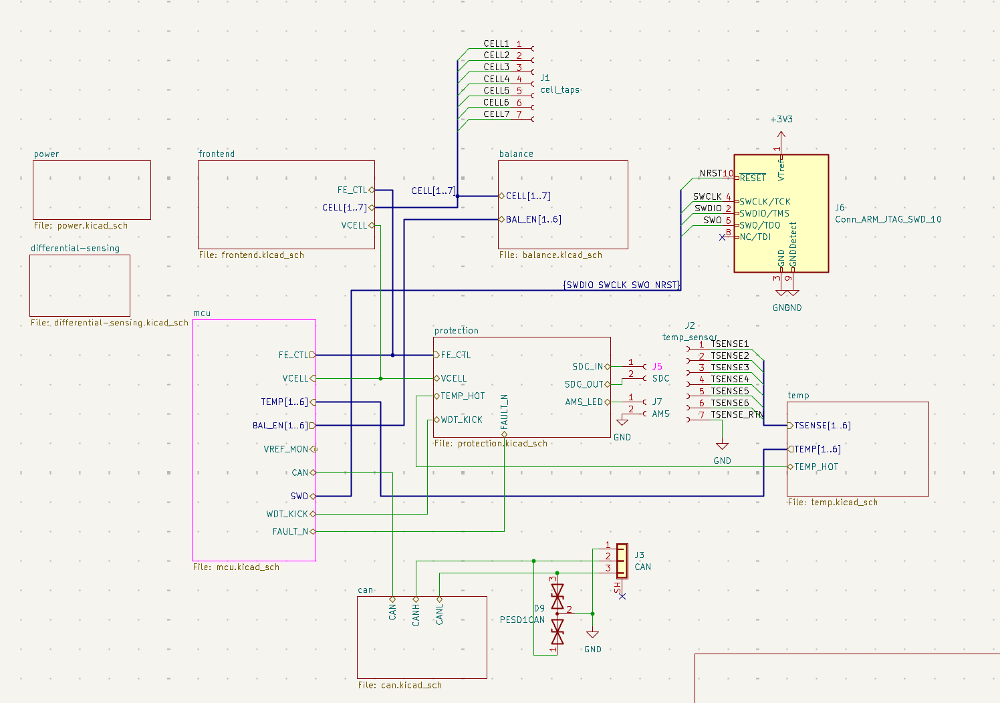 CELL1 1
CELL2 2
CELL3 3
CELL4 4
CELL5 5
CELL6 6
CELL7 7
J1
cell_taps
+3V3
power
File: power.kicad_sch
differential-sensing
File: differential-sensing.kicad_sch
frontend
FE_CTL
CELL[1..7]
VCELL
File: frontend.kicad_sch
CELL[1..7]
balance
CELL[1..7]
BAL_EN[1..6]
File: balance.kicad_sch
1
VTref
NRST 10 RESET
SWCLK 4 SWCLK/TCK
SWDIO 2 SWDIO/TMS
SWO 6 SWO/TDO
8 NC/TDI
GND
GNDDetect
3
9
GND
GND
J6
Conn_ARM_JTAG_SWD_10
{SWDIO SWCLK SWO NRST}
mcu
FE_CTL
VCELL
TEMP[1..6]
BAL_EN[1..6]
VREF_MON
CAN
SWD
WDT_KICK
FAULT_N
File: mcu.kicad_sch
protection
FE_CTL
VCELL
TEMP_HOT
WDT_KICK
FAULT_N
SDC_IN
SDC_OUT
AMS_LED
File: protection.kicad_sch
1 J5
2 SDC
1 J7
2 AMS
GND
J2
temp_sensor
1 TSENSE1
2 TSENSE2
3 TSENSE3
4 TSENSE4
5 TSENSE5
6 TSENSE6
7 TSENSE_RTN
GND
temp
TSENSE[1..6]
TEMP[1..6]
TEMP_HOT
File: temp.kicad_sch
1
2
3
SH
J3
CAN
3
D9
2
PESD1CAN
1
GND
can
CAN
CANH
CANL
File: can.kicad_sch